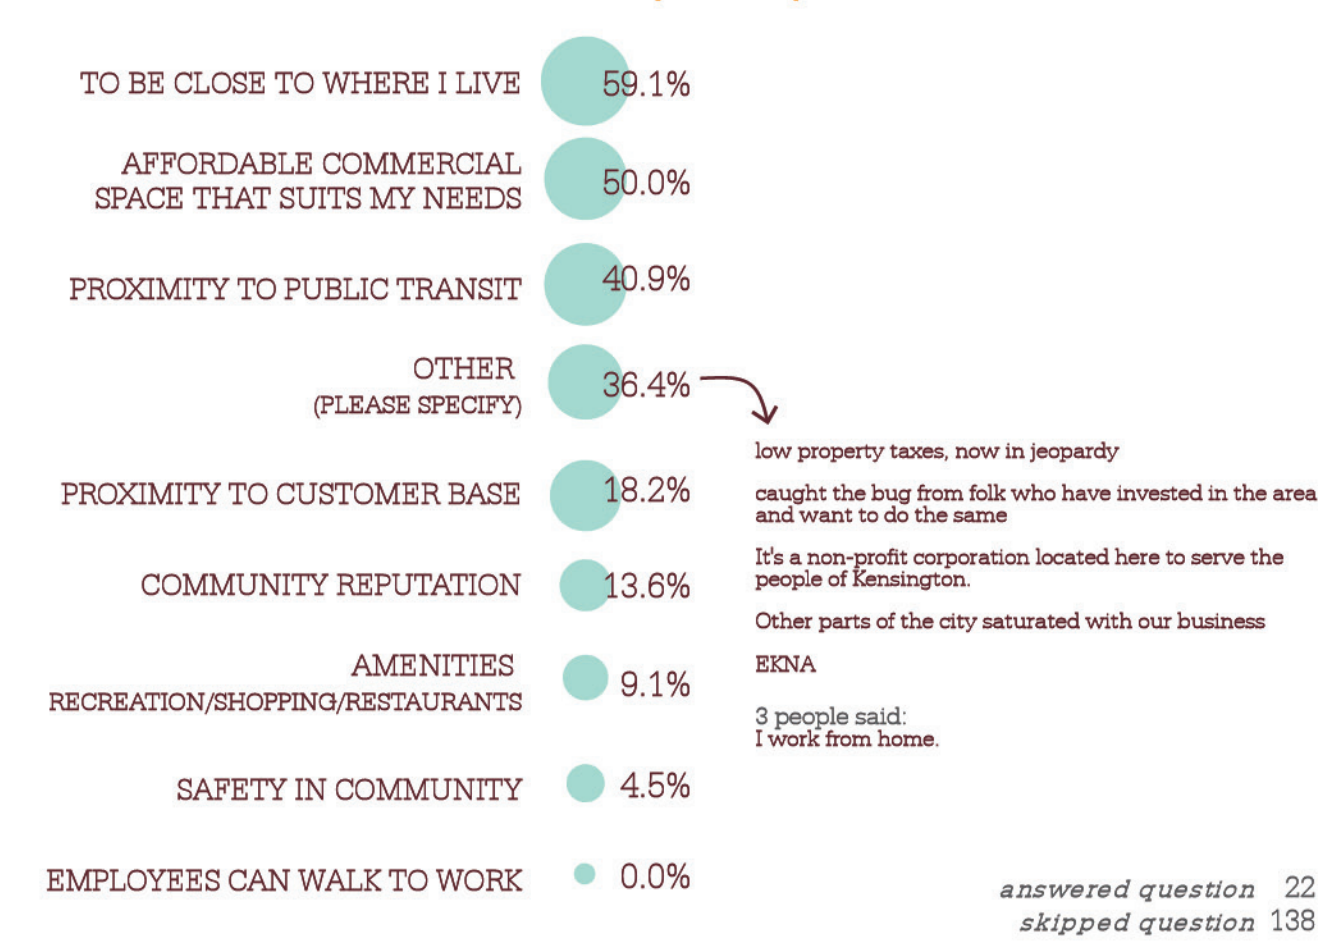 TO BE CLOSE TO WHERE I LIVE 59.1%
AFFORDABLE COMMERCIAL
SPACE THAT SUITS MY NEEDS 50.0%
PROXIMITY TO PUBLIC TRANSIT 40.9%
OTHER
(PLEASE SPECIFY) 36.4%
low property taxes, now in jeopardy
caught the bug from folk who have invested in the area
and want to do the same
It's a non-profit corporation located here to serve the
people of Kensington.
Other parts of the city saturated with our business
EKNA
3 people said:
I work from home.
PROXIMITY TO CUSTOMER BASE 18.2%
COMMUNITY REPUTATION 13.6%
AMENITIES
RECREATION/SHOPPING/RESTAURANTS 9.1%
SAFETY IN COMMUNITY 4.5%
EMPLOYEES CAN WALK TO WORK 0.0%
answered question 22
skipped question 138